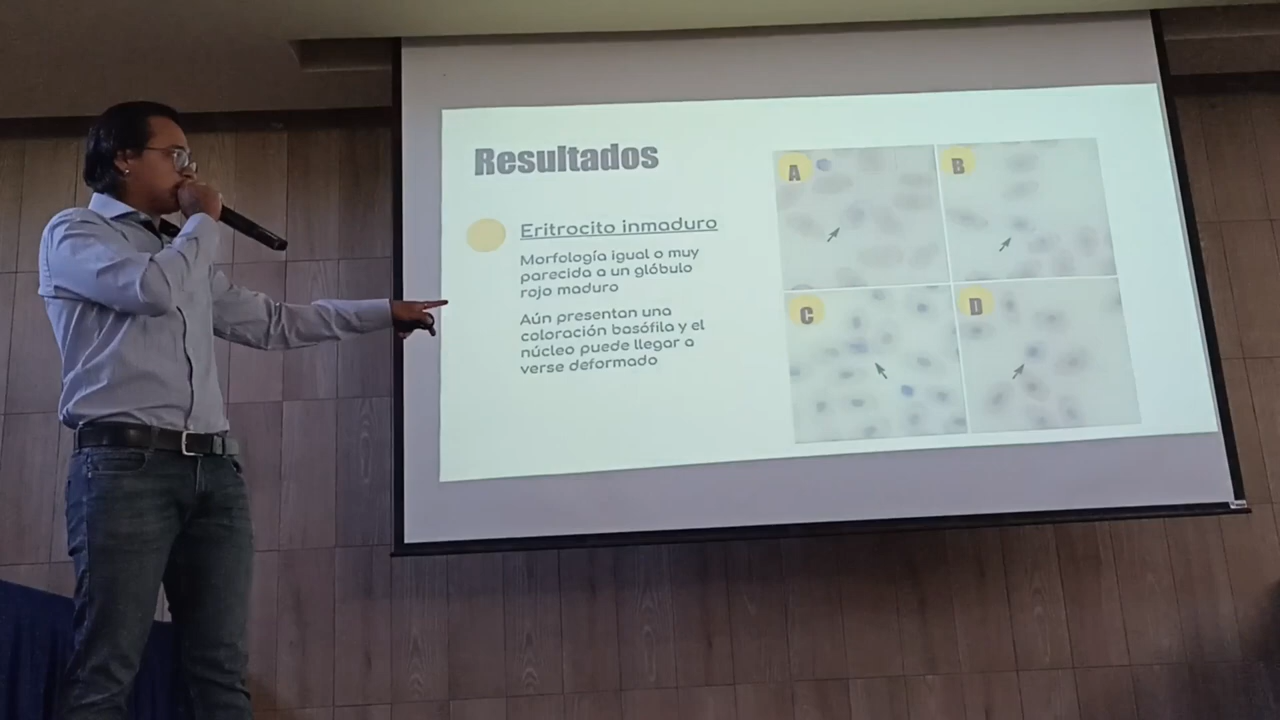 Resultados
Eritrocito inmaduro
Morfología igual o muy
parecida a un glóbulo
rojo maduro
Aún presentan una
coloración basófila y el
núcleo puede llegar a
verse deformado
A
B
C
D